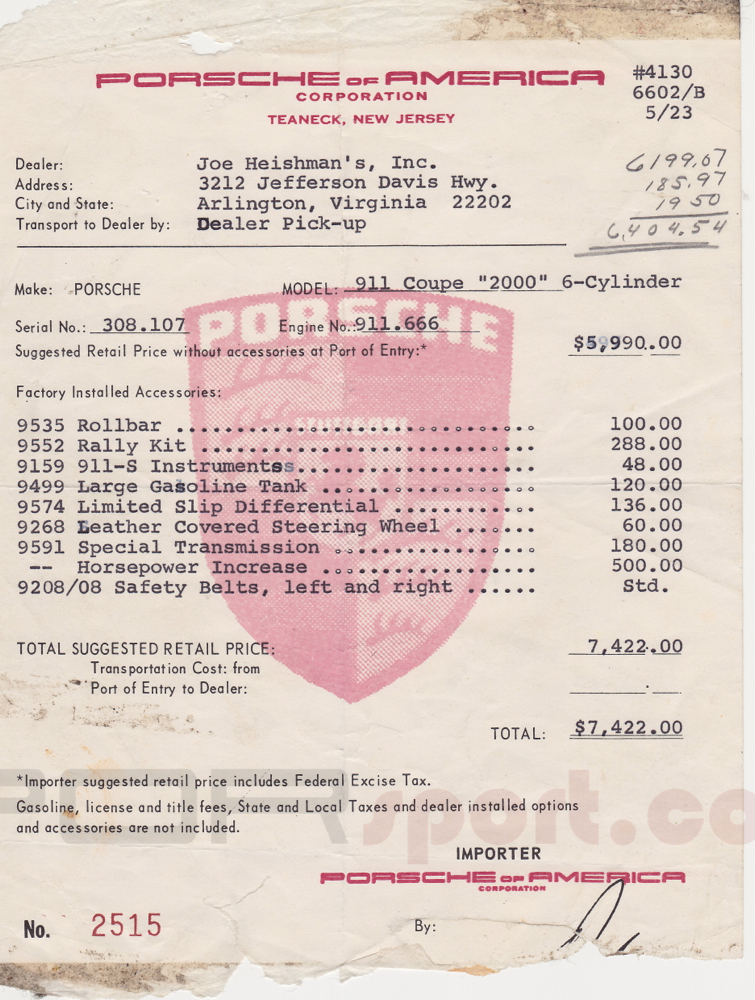 PORSCHE OF AMERICA
CORPORATION
TEANECK, NEW JERSEY
#4130
6602/B
5/23
6199.07
185.97
19 50
6,404.54
Dealer: Joe Heishman's, Inc.
Address: 3212 Jefferson Davis Hwy.
City and State: Arlington, Virginia 22202
Transport to Dealer by: Dealer Pick-up
Make: PORSCHE MODEL: 911 Coupe "2000" 6-Cylinder
PORSCHE
Serial No.: 308.107 Engine No.: 911.666
Suggested Retail Price without accessories at Port of Entry:* $5,990.00
Factory Installed Accessories:
9535 Rollbar .............................. 100.00
9552 Rally Kit ............................ 288.00
9159 911-S Instrumentss.................... 48.00
9499 Large Gasoline Tank .................. 120.00
9574 Limited Slip Differential ............ 136.00
9268 Leather Covered Steering Wheel ....... 60.00
9591 Special Transmission ................. 180.00
-- Horsepower Increase .................. 500.00
9208/08 Safety Belts, left and right ...... Std.
TOTAL SUGGESTED RETAIL PRICE: 7,422.00
Transportation Cost: from
Port of Entry to Dealer:
TOTAL: $7,422.00
*Importer suggested retail price includes Federal Excise Tax.
Gasoline, license and title fees, State and Local Taxes and dealer installed options
and accessories are not included.
sport.co
IMPORTER
PORSCHE OF AMERICA
CORPORATION
No. 2515 By: